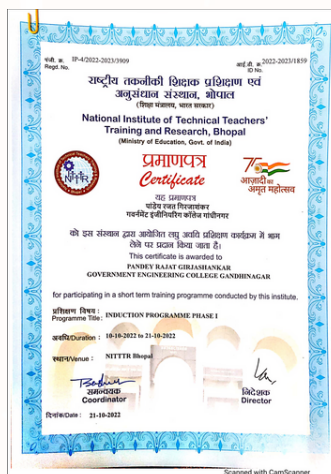 पंजी. क्र. IP-4/2022-2023/3909
Regd. No.
आई.डी. क्र. 2022-2023/1859
ID No.
राष्ट्रीय तकनीकी शिक्षक प्रशिक्षण एवं
अनुसंधान संस्थान, भोपाल
(शिक्षा मंत्रालय, भारत सरकार)
National Institute of Technical Teachers'
Training and Research, Bhopal
(Ministry of Education, Govt. of India)
NITTTR
प्रमाणपत्र
Certificate
75
आज़ादी का
अमृत महोत्सव
यह प्रमाणपत्र
पांडेय रजत गिरजाशंकर
गवर्नमेंट इंजीनियरिंग कॉलेज गांधीनगर
को इस संस्थान द्वारा आयोजित लघु अवधि प्रशिक्षण कार्यक्रम में भाग
लेने पर प्रदान किया जाता है।
This certificate is awarded to
PANDEY RAJAT GIRJASHANKAR
GOVERNMENT ENGINEERING COLLEGE GANDHINAGAR
for participating in a short term training programme conducted by this institute.
प्रशिक्षण विषय :
Programme Title : INDUCTION PROGRAMME PHASE I
अवधि/Duration : 10-10-2022 to 21-10-2022
स्थान/Venue : NITTTR Bhopal
समन्वयक
Coordinator
निदेशक
Director
दिनांक/Date : 21-10-2022
Scanned with CamScanner